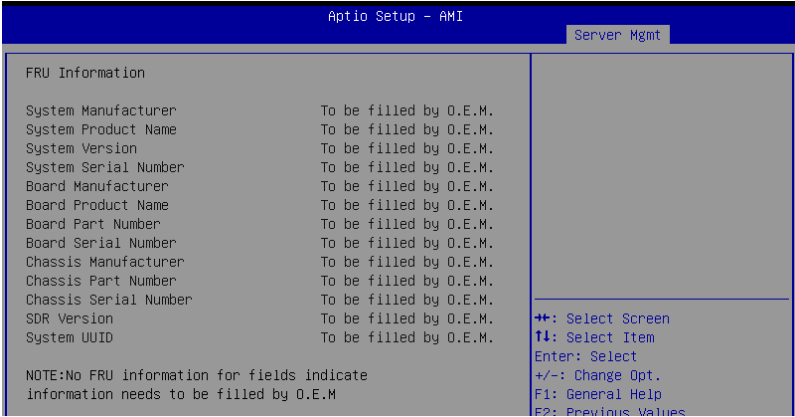 Aptio Setup - AMI
Server Mgmt
FRU Information
System Manufacturer To be filled by O.E.M.
System Product Name To be filled by O.E.M.
System Version To be filled by O.E.M.
System Serial Number To be filled by O.E.M.
Board Manufacturer To be filled by O.E.M.
Board Product Name To be filled by O.E.M.
Board Part Number To be filled by O.E.M.
Board Serial Number To be filled by O.E.M.
Chassis Manufacturer To be filled by O.E.M.
Chassis Part Number To be filled by O.E.M.
Chassis Serial Number To be filled by O.E.M.
SDR Version To be filled by O.E.M.
System UUID To be filled by O.E.M.
NOTE:No FRU information for fields indicate
information needs to be filled by O.E.M
→←: Select Screen
↑↓: Select Item
Enter: Select
+/-: Change Opt.
F1: General Help
F2: Previous Values